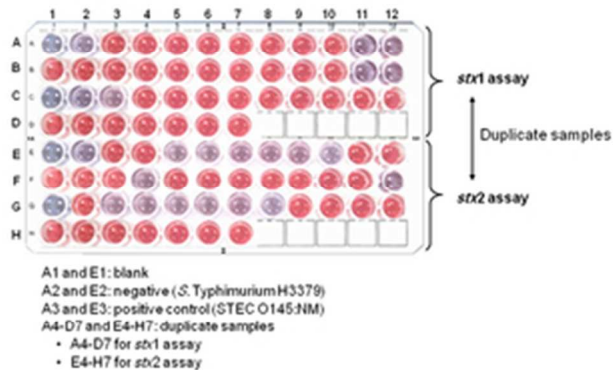 1 2 3 4 5 6 7 8 9 10 11 12
A
B
C
D
E
F
G
H
stx1 assay
Duplicate samples
stx2 assay
A1 and E1: blank
A2 and E2: negative (S. Typhimurium H3379)
A3 and E3: positive control (STEC O145:NM)
A4-D7 and E4-H7: duplicate samples
• A4-D7 for stx1 assay
• E4-H7 for stx2 assay